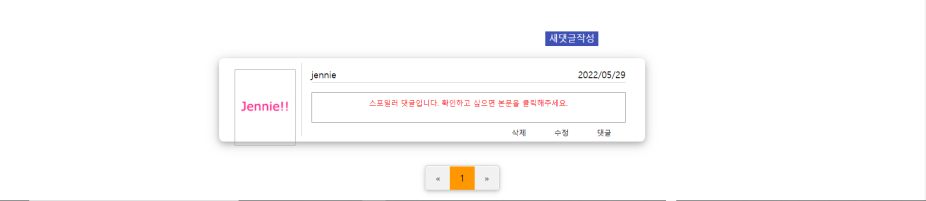 새댓글작성
jennie 2022/05/29
Jennie!!
스포일러 댓글입니다. 확인하고 싶으면 본문을 클릭해주세요.
삭제 수정 댓글
« 1 »